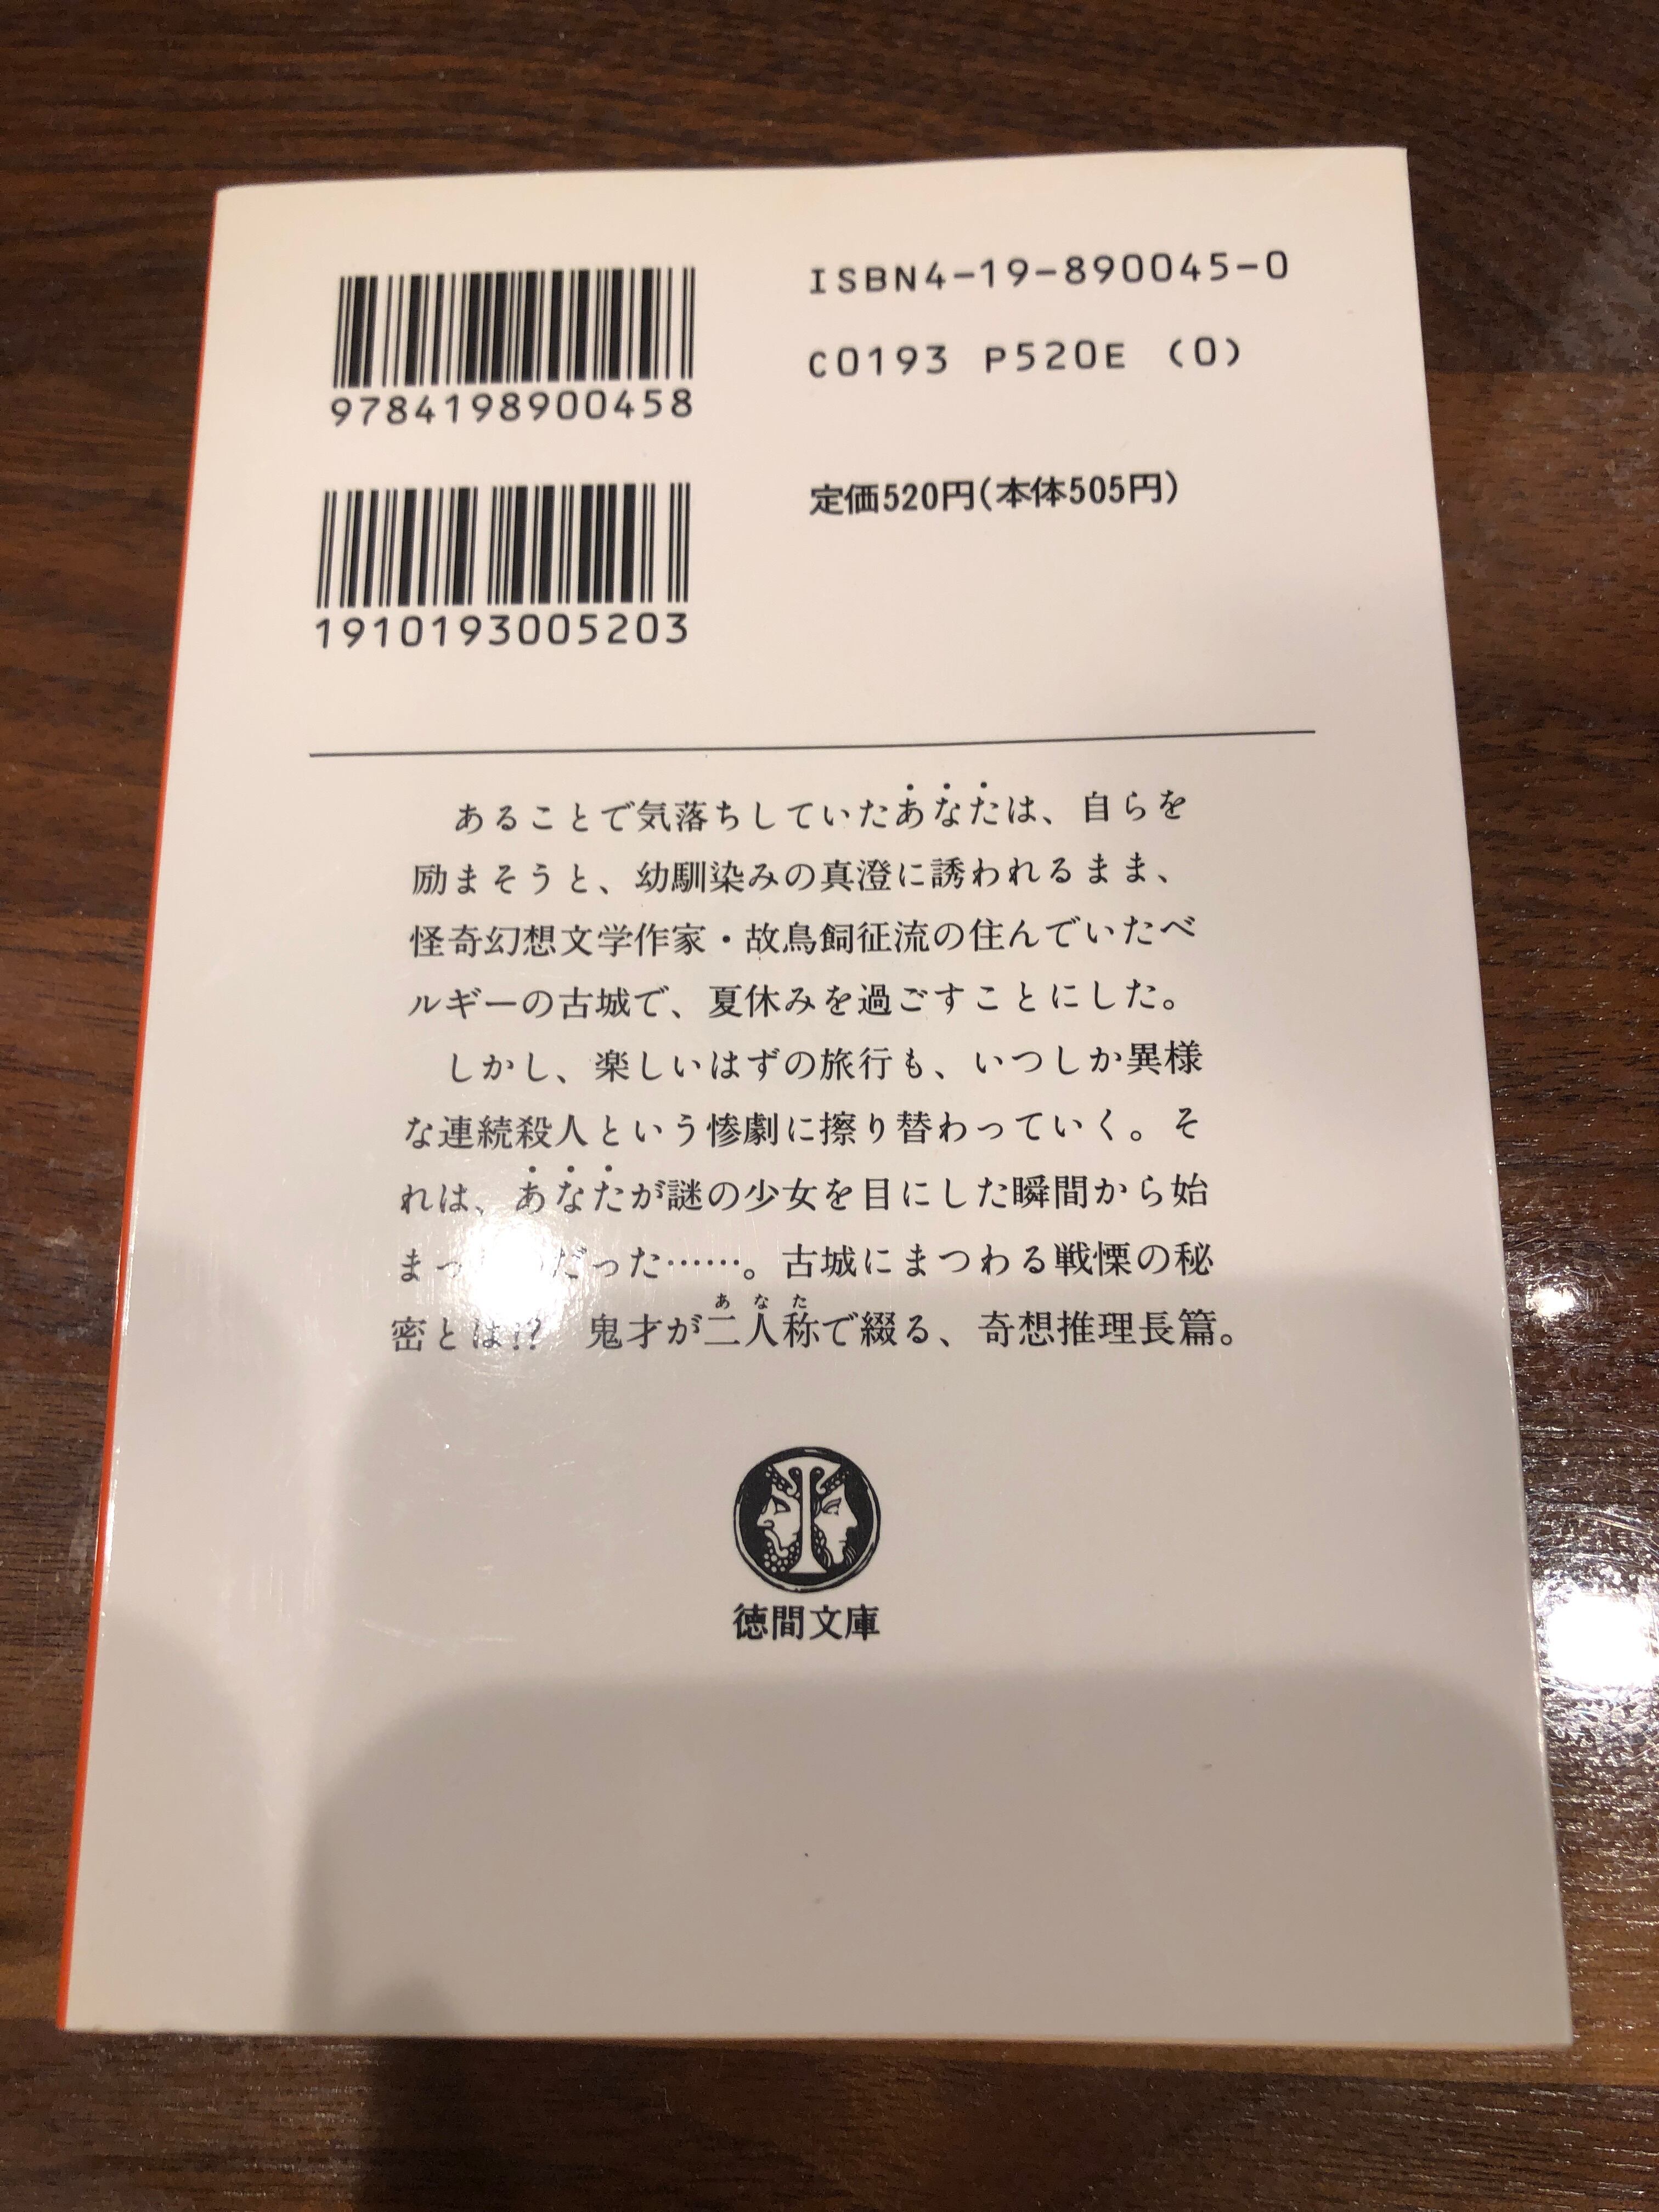 ISBN4-19-890045-0
C0193 P520E (0)
9784198900458
定価520円(本体505円)
1910193005203
あることで気落ちしていたあなたは、自らを
励まそうと、幼馴染みの真澄に誘われるまま、
怪奇幻想文学作家・故鳥飼征流の住んでいたベ
ルギーの古城で、夏休みを過ごすことにした。
しかし、楽しいはずの旅行も、いつしか異様
な連続殺人という惨劇に擦り替わっていく。そ
れは、あなたが謎の少女を目にした瞬間から始
まっ だった……。古城にまつわる戦慄の秘
あなた
密とは!? 鬼才が二人称で綴る、奇想推理長篇。
徳間文庫